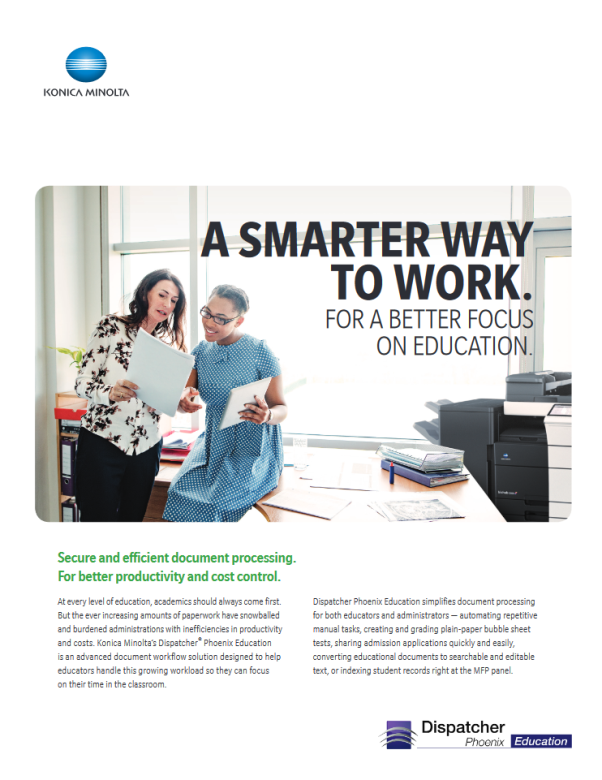 KONICA MINOLTA
A SMARTER WAY
TO WORK.
FOR A BETTER FOCUS
ON EDUCATION.
Secure and efficient document processing.
For better productivity and cost control.
At every level of education, academics should always come first.
But the ever increasing amounts of paperwork have snowballed
and burdened administrations with inefficiencies in productivity
and costs. Konica Minolta’s Dispatcher® Phoenix Education
is an advanced document workflow solution designed to help
educators handle this growing workload so they can focus
on their time in the classroom.
Dispatcher Phoenix Education simplifies document processing
for both educators and administrators — automating repetitive
manual tasks, creating and grading plain-paper bubble sheet
tests, sharing admission applications quickly and easily,
converting educational documents to searchable and editable
text, or indexing student records right at the MFP panel.
Dispatcher
Phoenix Education